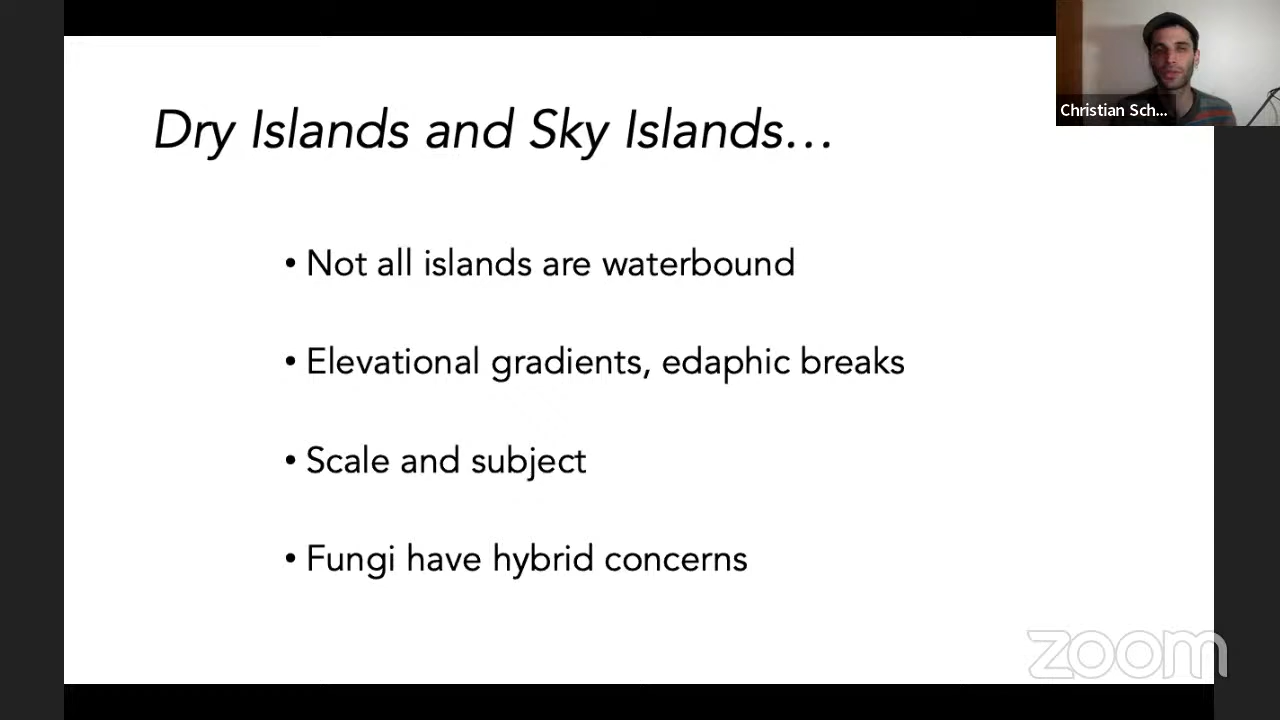 Christian Sch...
Dry Islands and Sky Islands...
• Not all islands are waterbound
• Elevational gradients, edaphic breaks
• Scale and subject
• Fungi have hybrid concerns
zoom